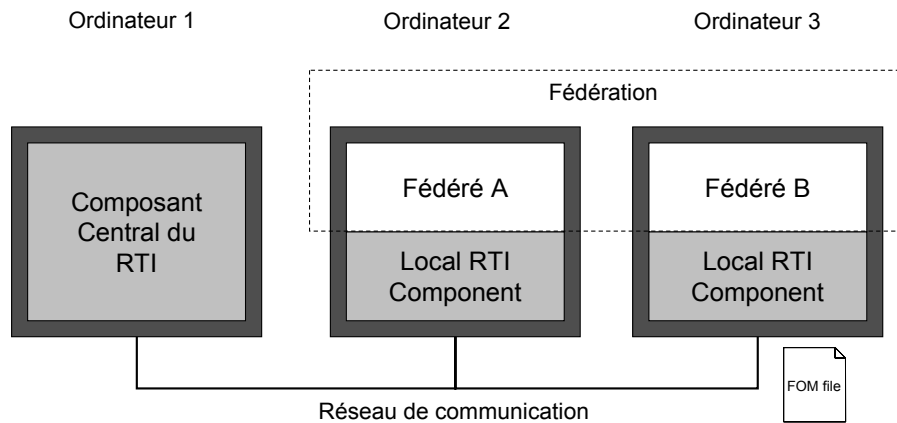 Ordinateur 1
Ordinateur 2
Ordinateur 3
Fédération
Composant
Central du
RTI
Fédéré A
Fédéré B
Local RTI
Component
Local RTI
Component
FOM file
Réseau de communication